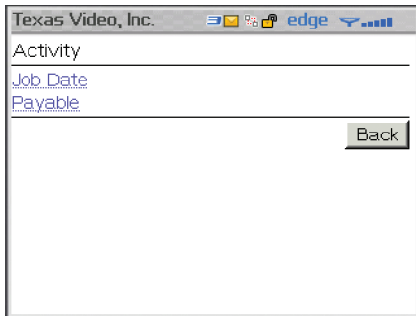 Texas Video, Inc. edge
Activity
Job Date
Payable
Back